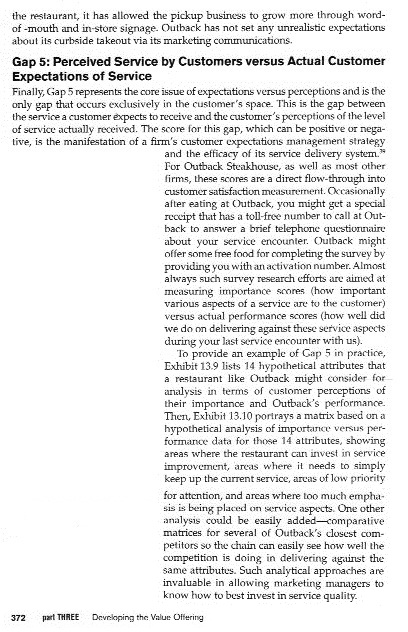 the restaurant, it has allowed the pickup business to grow more through word-
of -mouth and in-store signage. Outback has not set any unrealistic expectations
about its curbside takeout via its marketing communications.
Gap 5: Perceived Service by Customers versus Actual Customer
Expectations of Service
Finally, Gap 5 represents the core issue of expectations versus perceptions and is the
only gap that occurs exclusively in the customer's space. This is the gap between
the service a customer expects to receive and the customer's perceptions of the level
of service actually received. The score for this gap, which can be positive or nega-
tive, is the manifestation of a firm's customer expectations management strategy
and the efficacy of its service delivery system.39
For Outback Steakhouse, as well as most other
firms, these scores are a direct flow-through into
customer satisfaction measurement. Occasionally
after eating at Outback, you might get a special
receipt that has a toll-free number to call at Out-
back to answer a brief telephone questionnaire
about your service encounter. Outback might
offer some free food for completing the survey by
providing you with an activation number. Almost
always such survey research efforts are aimed at
measuring importance scores (how important
various aspects of a service are to the customer)
versus actual performance scores (how well did
we do on delivering against these service aspects
during your last service encounter with us).
To provide an example of Gap 5 in practice,
Exhibit 13.9 lists 14 hypothetical attributes that
a restaurant like Outback might consider for
analysis in terms of customer perceptions of
their importance and Outback's performance.
Then, Exhibit 13.10 portrays a matrix based on a
hypothetical analysis of importance versus per-
formance data for those 14 attributes, showing
areas where the restaurant can invest in service
improvement, areas where it needs to simply
keep up the current service, areas of low priority
for attention, and areas where too much empha-
sis is being placed on service aspects. One other
analysis could be easily added—comparative
matrices for several of Outback's closest com-
petitors so the chain can easily see how well the
competition is doing in delivering against the
same attributes. Such analytical approaches are
invaluable in allowing marketing managers to
know how to best invest in service quality.
372 part THREE Developing the Value Offering